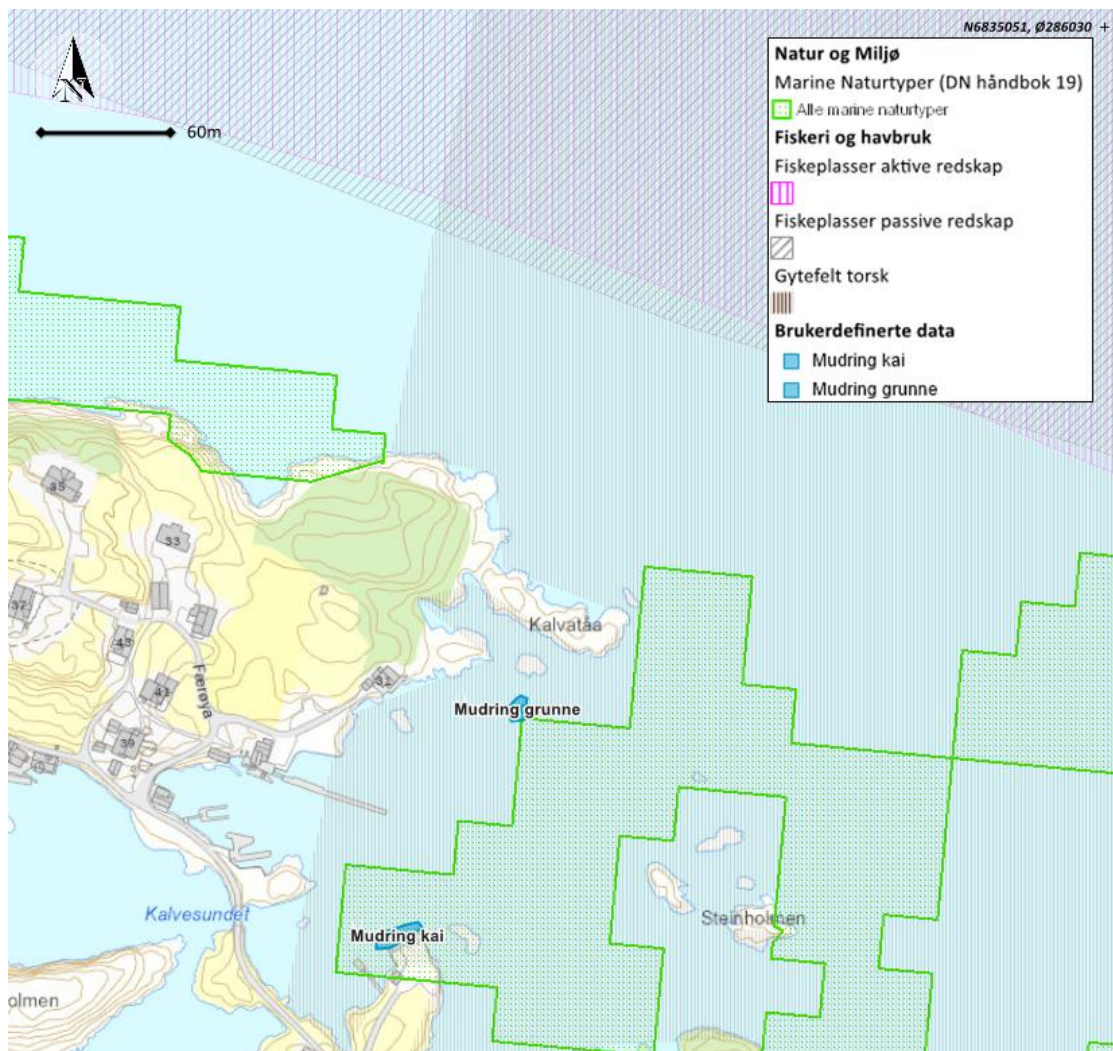 N6835051, Ø286030
Natur og Miljø
Marine Naturtyper (DN håndbok 19)
Alle marine naturtyper
Fiskeri og havbruk
Fiskeplasser aktive redskap
Fiskeplasser passive redskap
Gytefelt torsk
Brukerdefinerte data
Mudring kai
Mudring grunne
N
60m
35
33
37
43
Færøya
41
39
31
Kalvatåa
Mudring grunne
Kalvesundet
Mudring kai
Steinholmen
olmen